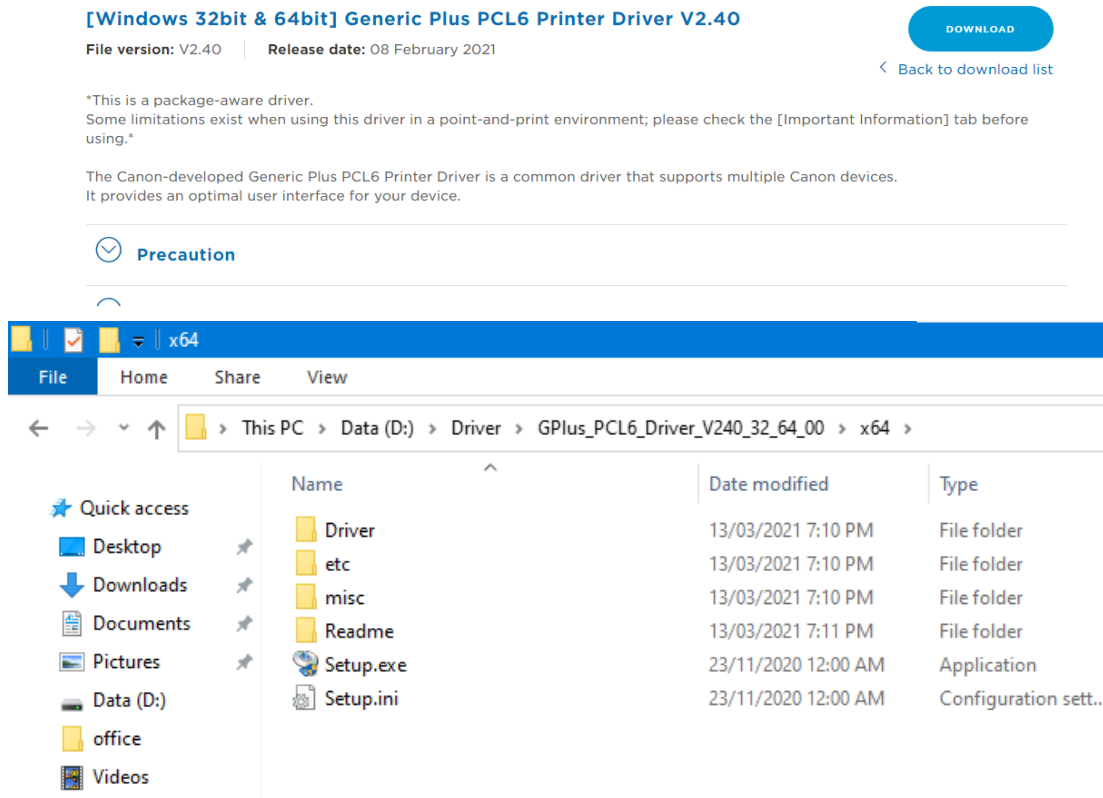 [Windows 32bit & 64bit] Generic Plus PCL6 Printer Driver V2.40
DOWNLOAD
File version: V2.40 Release date: 08 February 2021
Back to download list
*This is a package-aware driver.
Some limitations exist when using this driver in a point-and-print environment; please check the [Important Information] tab before
using.*
The Canon-developed Generic Plus PCL6 Printer Driver is a common driver that supports multiple Canon devices.
It provides an optimal user interface for your device.
Precaution
x64
File Home Share View
This PC > Data (D:) > Driver > GPlus_PCL6_Driver_V240_32_64_00 > x64 >
Name Date modified Type
Quick access
Desktop
Downloads
Documents
Pictures
Data (D:)
office
Videos
Driver 13/03/2021 7:10 PM File folder
etc 13/03/2021 7:10 PM File folder
misc 13/03/2021 7:10 PM File folder
Readme 13/03/2021 7:11 PM File folder
Setup.exe 23/11/2020 12:00 AM Application
Setup.ini 23/11/2020 12:00 AM Configuration sett...